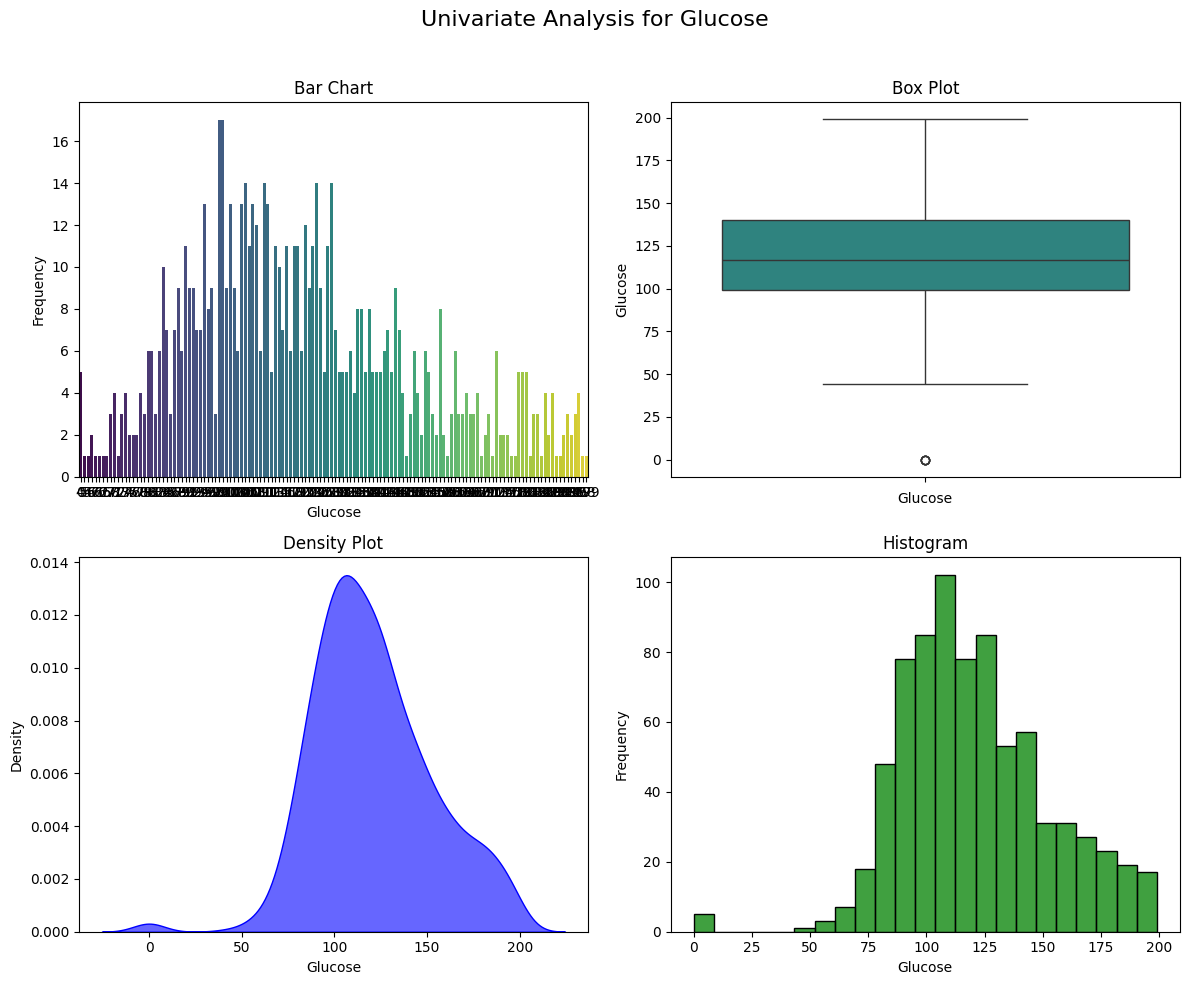 Univariate Analysis for Glucose
Bar Chart
Frequency
16
14
12
10
8
6
4
2
0
Glucose
Box Plot
Glucose
200
175
150
125
100
75
50
25
0
Glucose
Density Plot
Density
0.014
0.012
0.010
0.008
0.006
0.004
0.002
0.000
0 50 100 150 200
Glucose
Histogram
Frequency
100
80
60
40
20
0
0 25 50 75 100 125 150 175 200
Glucose